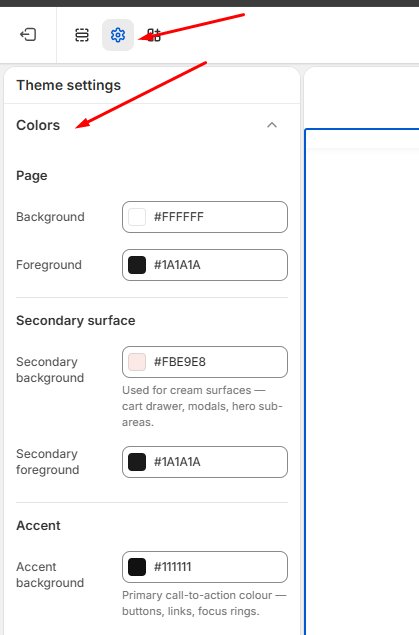 Theme settings
Colors
Page
Background
#FFFFFF
Foreground
#1A1A1A
Secondary surface
Secondary
background
#FBE9E8
Used for cream surfaces —
cart drawer, modals, hero sub-
areas.
Secondary
foreground
#1A1A1A
Accent
Accent
background
#111111
Primary call-to-action colour —
buttons, links, focus rings.